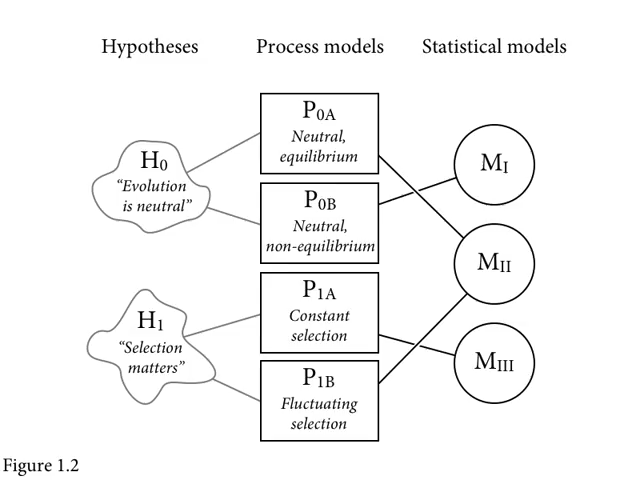 Hypotheses Process models Statistical models
P0A
Neutral,
equilibrium
H0
“Evolution
is neutral”
P0B
Neutral,
non-equilibrium
MI
MII
H1
“Selection
matters”
P1A
Constant
selection
P1B
Fluctuating
selection
MIII
Figure 1.2